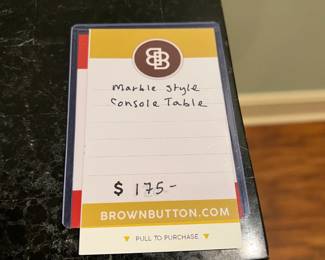 BB
Marble Style
Console Table
$ 175-
BROWNBUTTON.COM
PULL TO PURCHASE